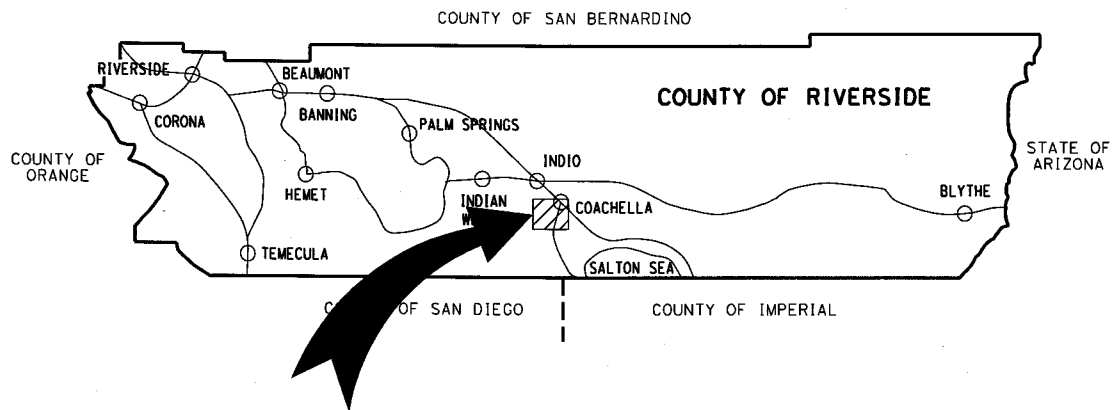 COUNTY OF SAN BERNARDINO
RIVERSIDE
BEAUMONT
COUNTY OF RIVERSIDE
CORONA
BANNING
PALM SPRINGS
STATE OF
ARIZONA
COUNTY OF
ORANGE
INDIO
HEMET
INDIAN
BLYTHE
COACHELLA
TEMECULA
SALTON SEA
OF SAN DIEGO
COUNTY OF IMPERIAL